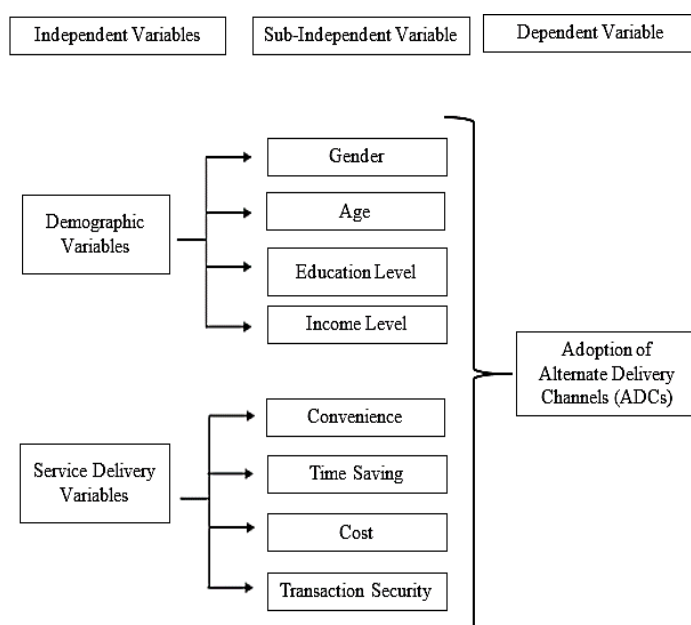 Independent Variables
Sub-Independent Variable
Dependent Variable
Demographic
Variables
Gender
Age
Education Level
Income Level
Service Delivery
Variables
Convenience
Time Saving
Cost
Transaction Security
Adoption of
Alternate Delivery
Channels (ADCs)